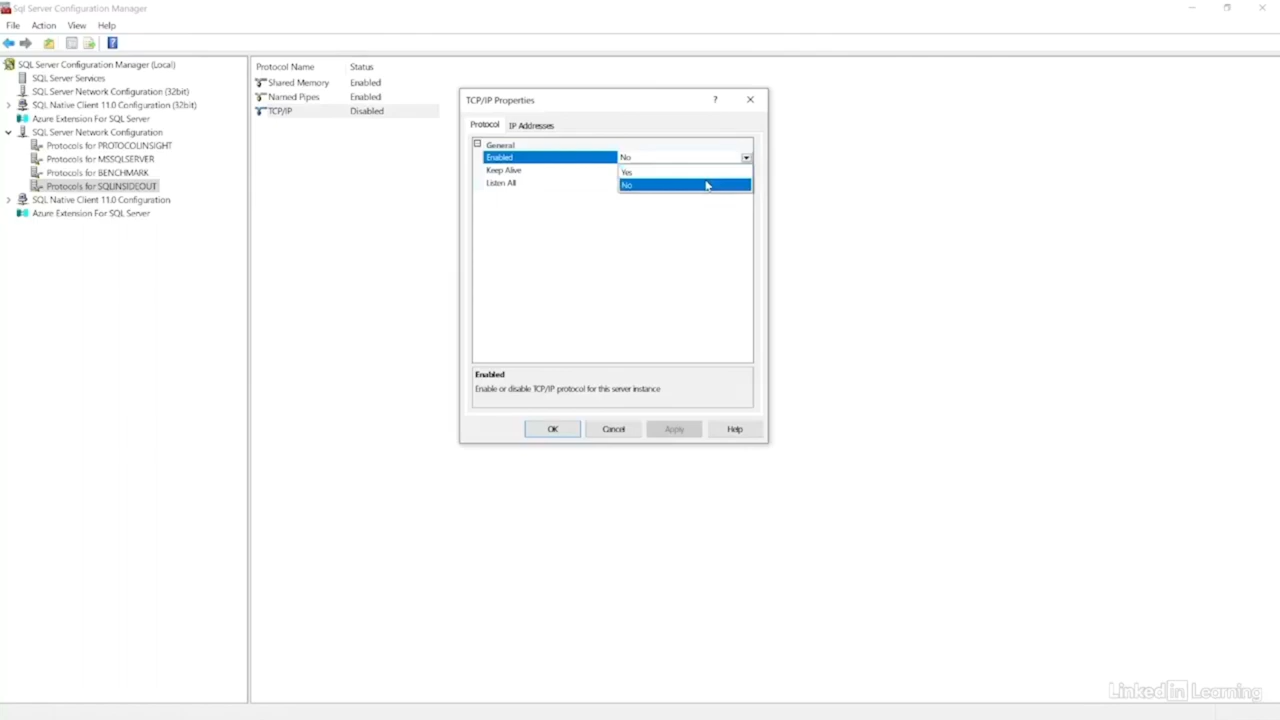 Sql Server Configuration Manager
File Action View Help
SQL Server Configuration Manager (Local)
SQL Server Services
SQL Server Network Configuration (32bit)
SQL Native Client 11.0 Configuration (32bit)
Azure Extension For SQL Server
SQL Server Network Configuration
Protocols for PROTOCOLINSIGHT
Protocols for MSSQLSERVER
Protocols for BENCHMARK
Protocols for SQLINSIDEOUT
SQL Native Client 11.0 Configuration
Azure Extension For SQL Server
Protocol Name Status
Shared Memory Enabled
Named Pipes Enabled
TCP/IP Disabled
TCP/IP Properties
Protocol IP Addresses
General
Enabled No
Keep Alive
Listen All
Yes
No
Enabled
Enable or disable TCP/IP protocol for this server instance
OK Cancel Apply Help
LinkedIn Learning